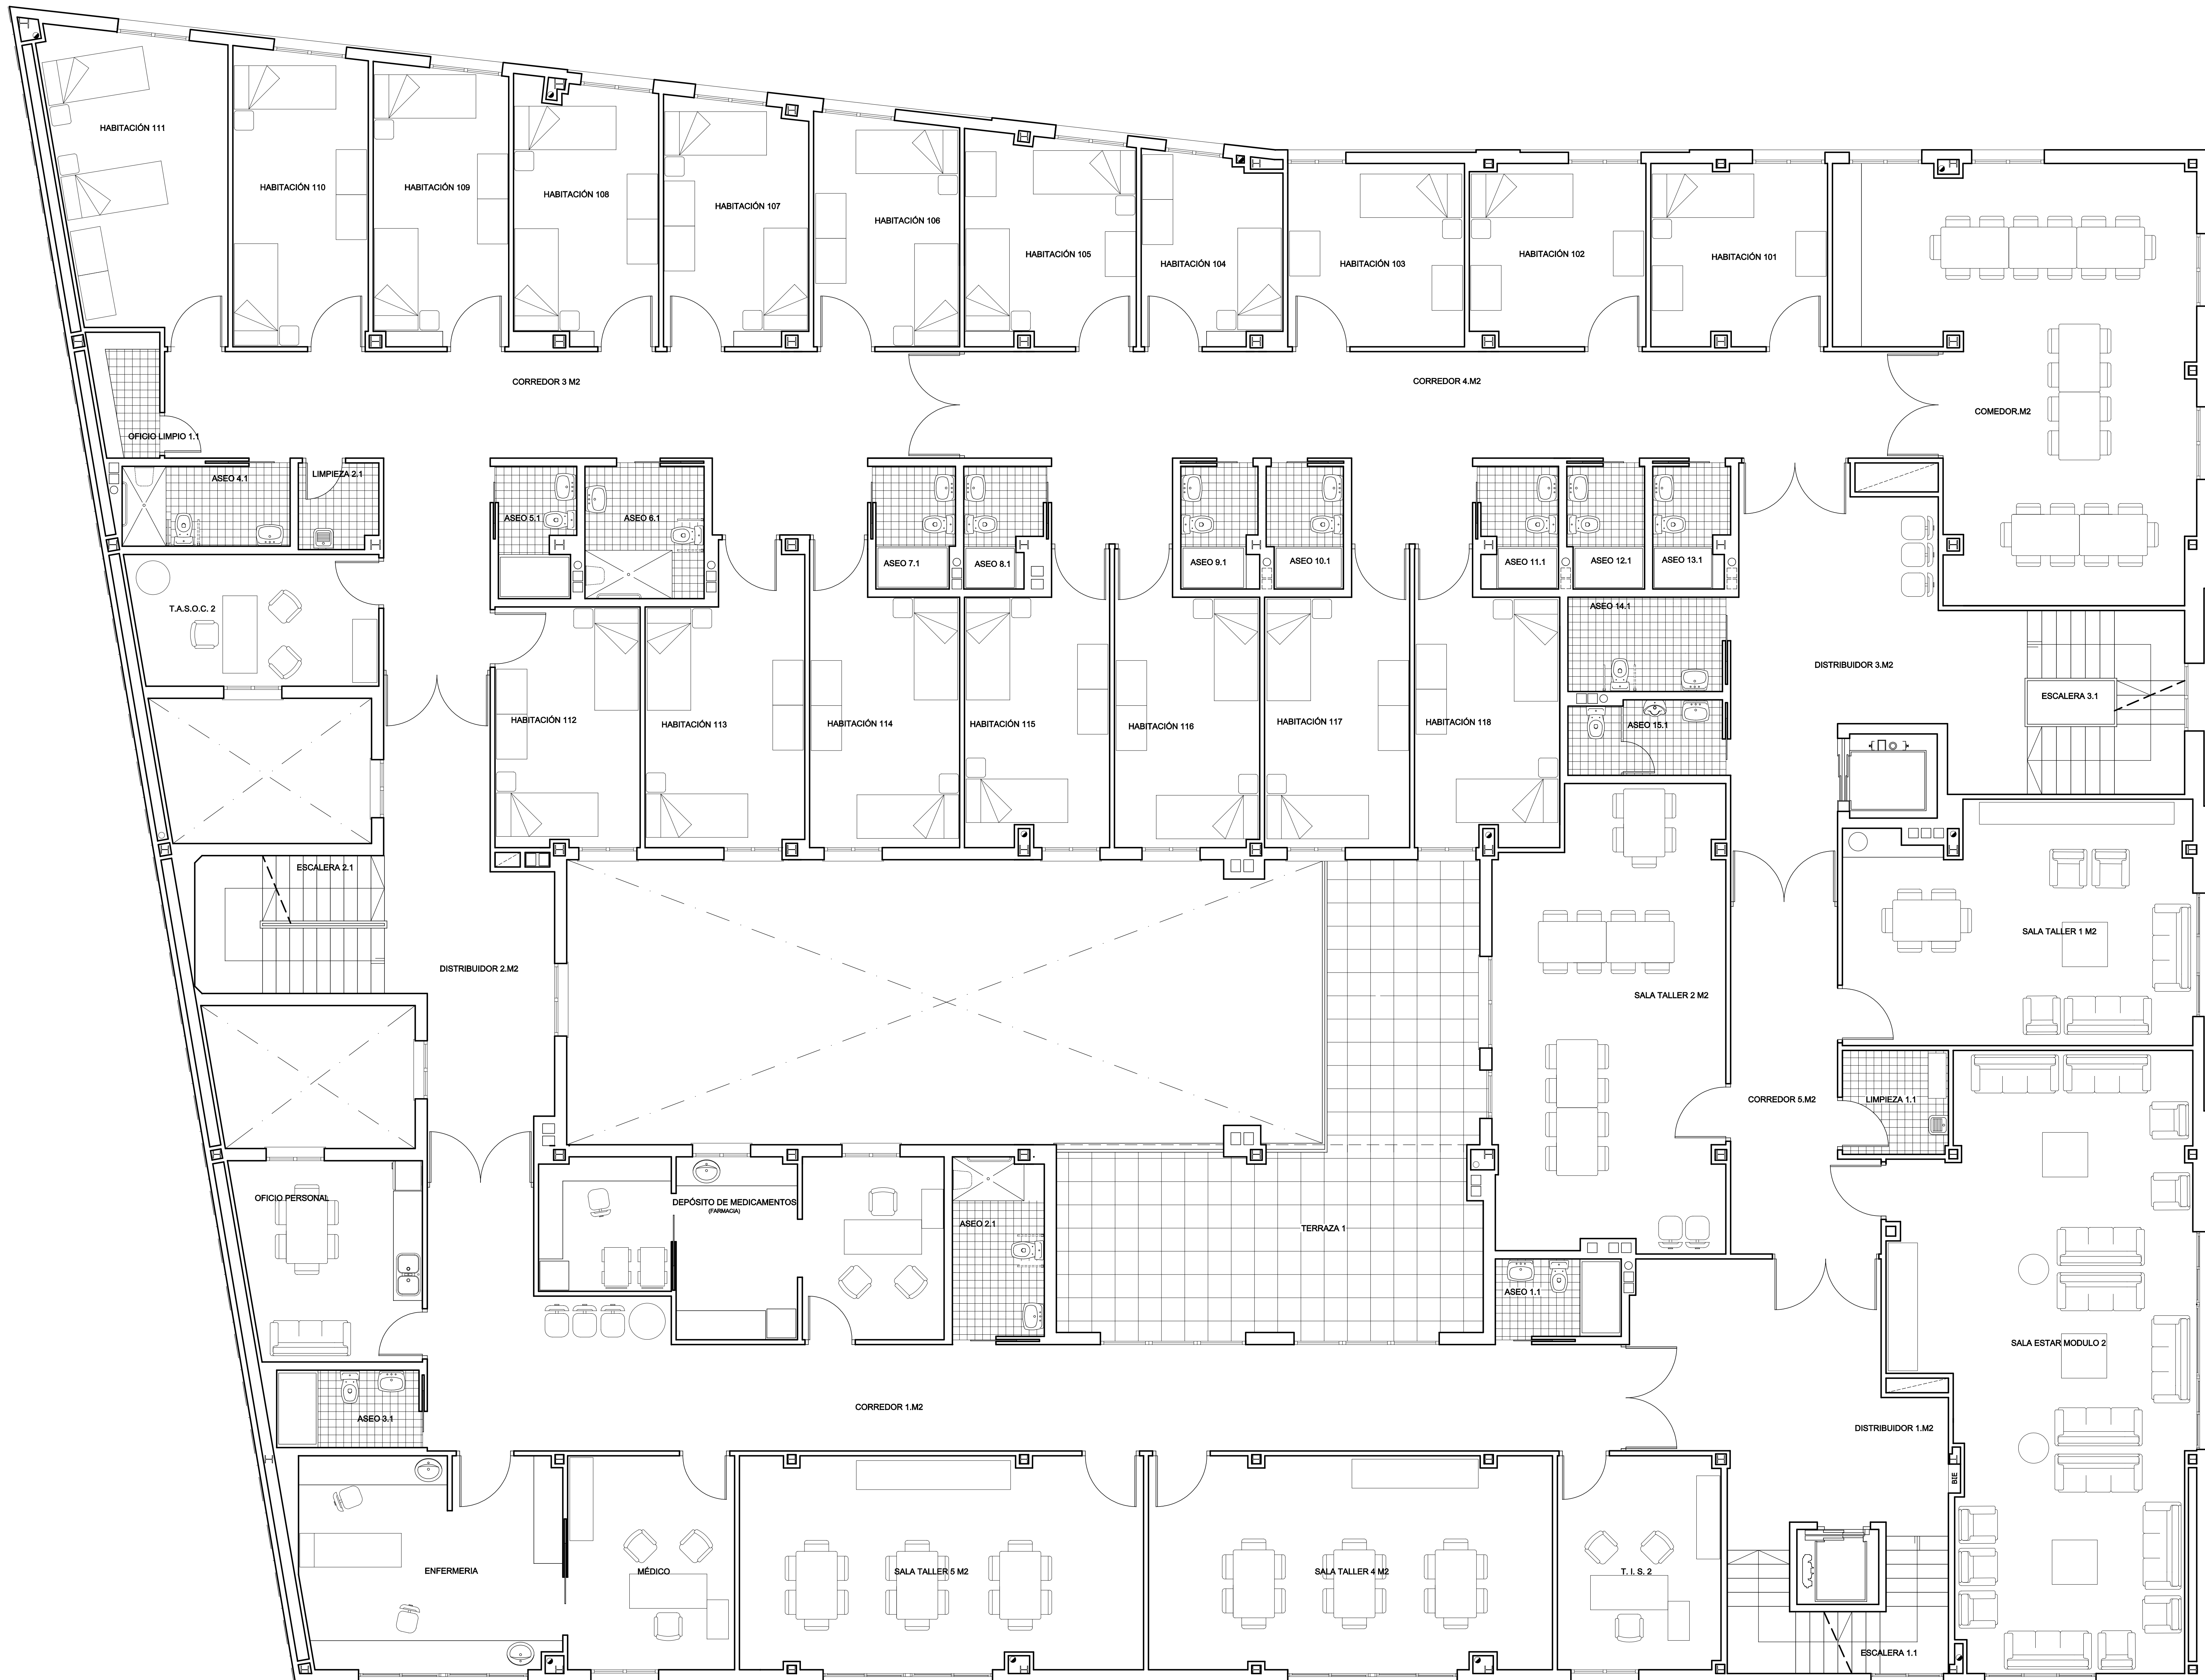 HABITACIÓN 111
HABITACIÓN 110
HABITACIÓN 109
HABITACIÓN 108
HABITACIÓN 107
HABITACIÓN 106
HABITACIÓN 105
HABITACIÓN 104
HABITACIÓN 103
HABITACIÓN 102
HABITACIÓN 101
CORREDOR 3 M2
CORREDOR 4.M2
COMEDOR.M2
OFICIO LIMPIO 1.1
ASEO 4.1
LIMPIEZA 2.1
ASEO 5.1
ASEO 6.1
ASEO 7.1
ASEO 8.1
ASEO 9.1
ASEO 10.1
ASEO 11.1
ASEO 12.1
ASEO 13.1
T.A.S.O.C. 2
ASEO 14.1
DISTRIBUIDOR 3.M2
ESCALERA 3.1
HABITACIÓN 112
HABITACIÓN 113
HABITACIÓN 114
HABITACIÓN 115
HABITACIÓN 116
HABITACIÓN 117
HABITACIÓN 118
ASEO 15.1
ESCALERA 2.1
SALA TALLER 1 M2
DISTRIBUIDOR 2.M2
SALA TALLER 2 M2
CORREDOR 5.M2
LIMPIEZA 1.1
OFICIO PERSONAL
DEPÓSITO DE MEDICAMENTOS
(FARMACIA)
ASEO 2.1
TERRAZA 1
ASEO 1.1
SALA ESTAR MODULO 2
ASEO 3.1
CORREDOR 1.M2
DISTRIBUIDOR 1.M2
BIE
ENFERMERIA
MÉDICO
SALA TALLER 5 M2
SALA TALLER 4 M2
T. I. S. 2
ESCALERA 1.1